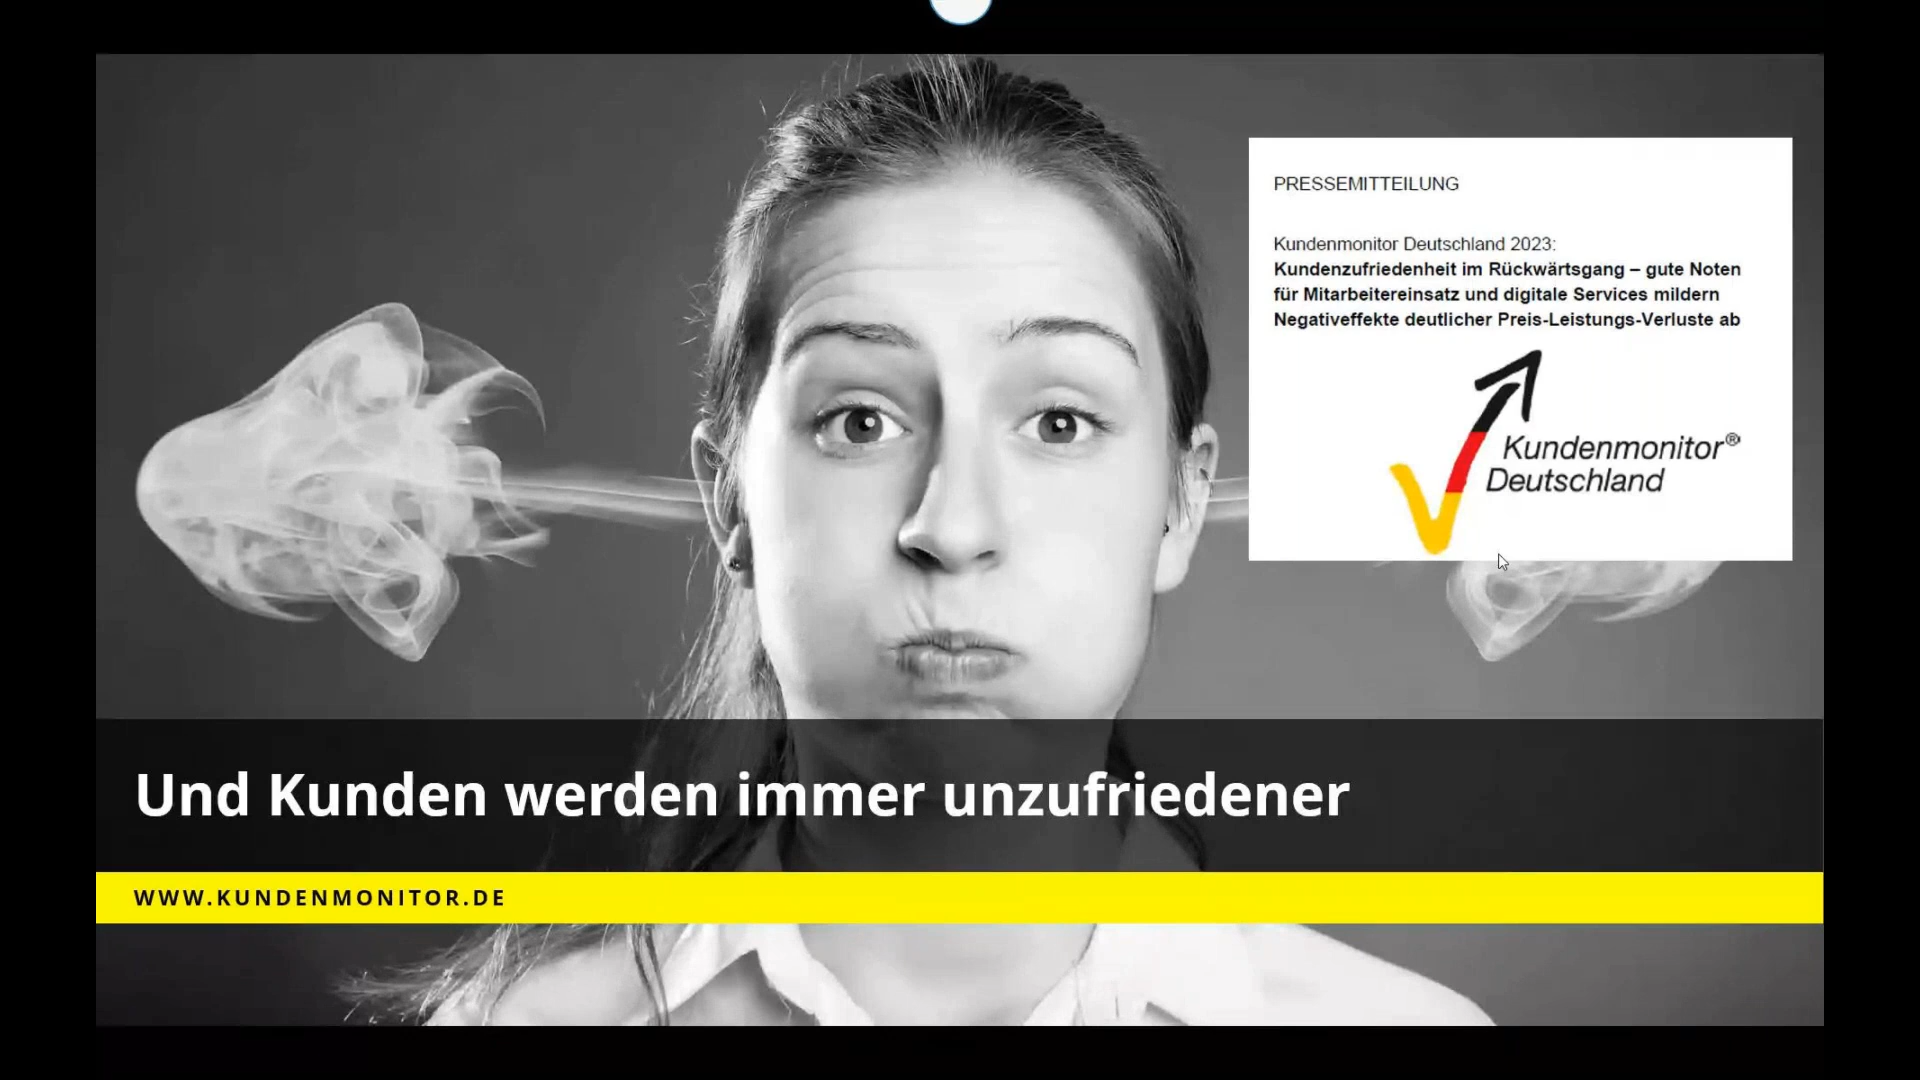 PRESSEMITTEILUNG
Kundenmonitor Deutschland 2023:
Kundenzufriedenheit im Rückwärtsgang – gute Noten
für Mitarbeitereinsatz und digitale Services mildern
Negativeffekte deutlicher Preis-Leistungs-Verluste ab
Kundenmonitor®
Deutschland
Und Kunden werden immer unzufriedener
WWW.KUNDENMONITOR.DE